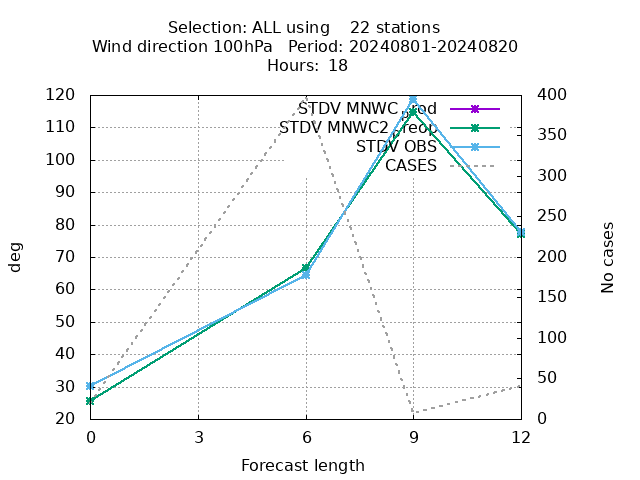 Selection: ALL using 22 stations
Wind direction 100hPa Period: 20240801-20240820
Hours: 18
STDV MNWC_prod
STDV MNWC2_preop
STDV OBS
CASES
120
110
100
90
80
70
60
50
40
30
20
400
350
300
250
200
150
100
50
0
deg
No cases
0 3 6 9 12
Forecast length